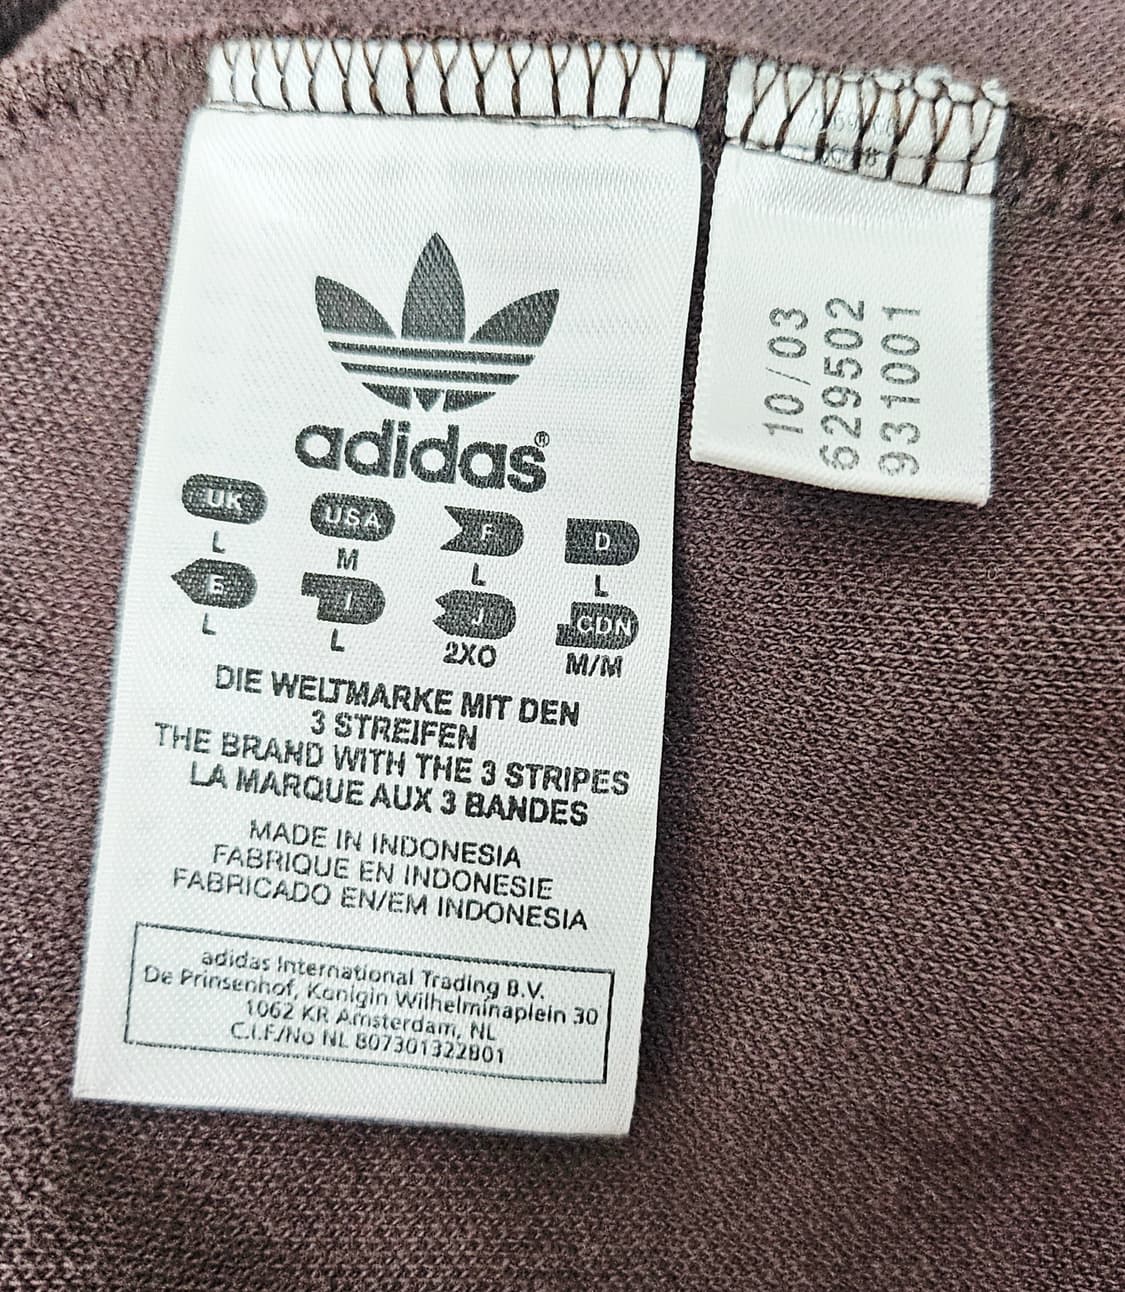 adidas®
UK USA F D
L M L L
E I J CDN
L L 2XO M/M
DIE WELTMARKE MIT DEN
3 STREIFEN
THE BRAND WITH THE 3 STRIPES
LA MARQUE AUX 3 BANDES
MADE IN INDONESIA
FABRIQUE EN INDONESIE
FABRICADO EN/EM INDONESIA
adidas International Trading B.V.
De Prinsenhof, Konigin Wilhelminaplein 30
1062 KR Amsterdam, NL
C.I.F./No NL 807301322B01
10/03
629502
931001